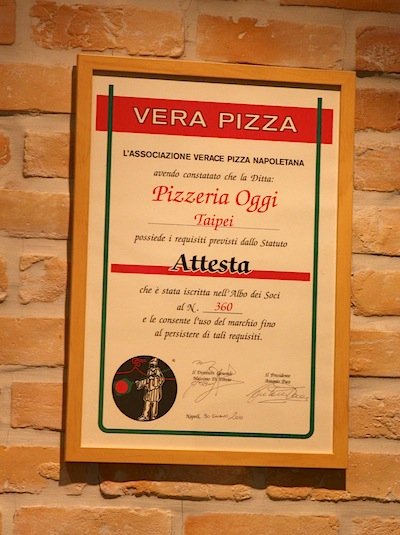 VERA PIZZA
L'ASSOCIAZIONE VERACE PIZZA NAPOLETANA
avendo constatato che la Ditta:
Pizzeria Oggi
Taipei
possiede i requisiti previsti dallo Statuto
Attesta
che è stata iscritta nell'Albo dei Soci
al N. 360
e le consente l'uso del marchio fino
al persistere di tali requisiti.
Il Presidente
Napoli,